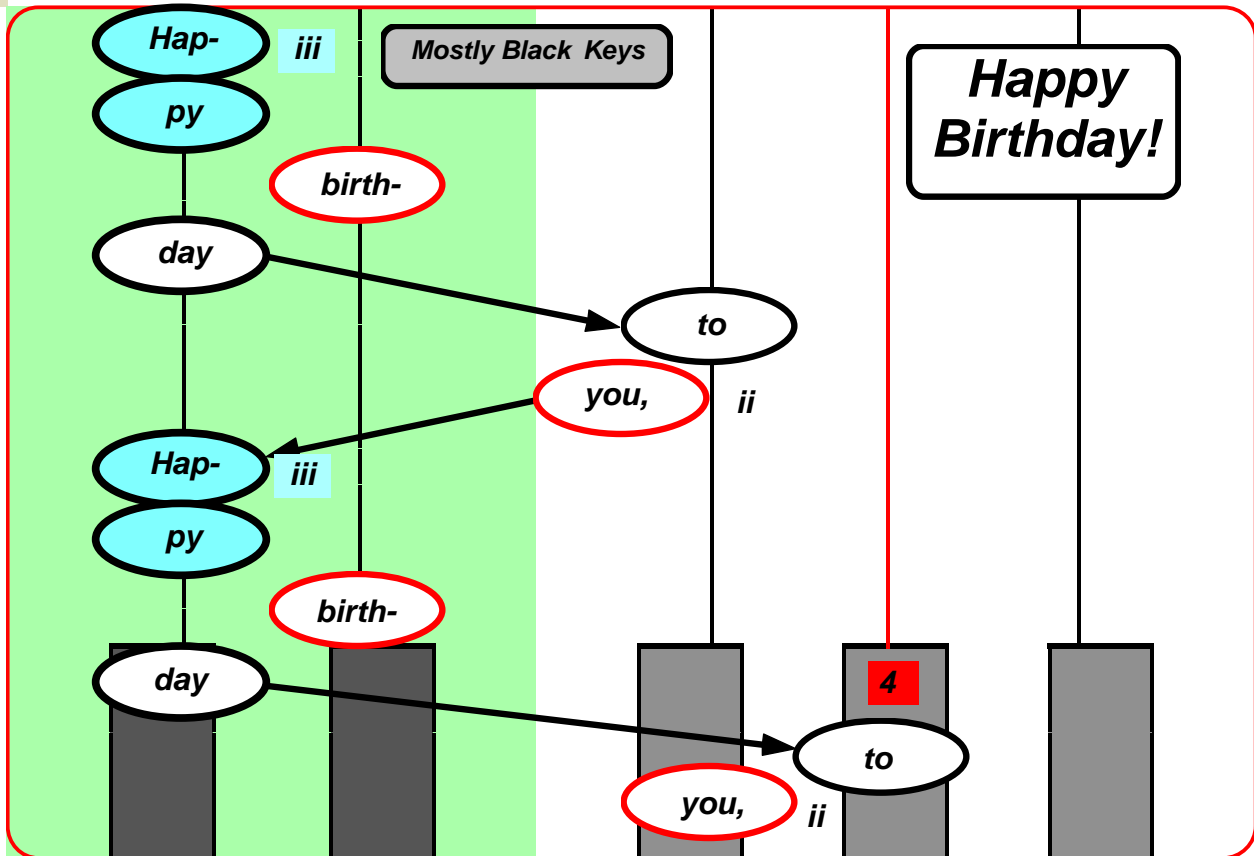 Hap-
iii
Mostly Black Keys
Happy
Birthday!
py
birth-
day
to
you,
ii
Hap-
iii
py
birth-
day
4
to
you,
ii